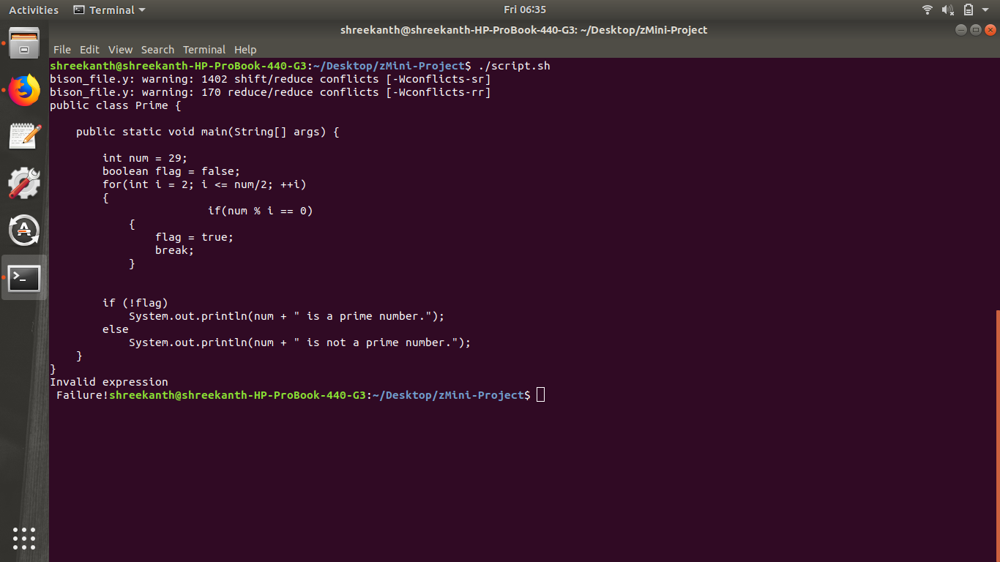 Activities Terminal Fri 06:35
shreekanth@shreekanth-HP-ProBook-440-G3: ~/Desktop/zMini-Project
File Edit View Search Terminal Help
shreekanth@shreekanth-HP-ProBook-440-G3:~/Desktop/zMini-Project$ ./script.sh
bison_file.y: warning: 1402 shift/reduce conflicts [-Wconflicts-sr]
bison_file.y: warning: 170 reduce/reduce conflicts [-Wconflicts-rr]
public class Prime {
    public static void main(String[] args) {
        int num = 29;
        boolean flag = false;
        for(int i = 2; i <= num/2; ++i)
        {
                        if(num % i == 0)
            {
                flag = true;
                break;
            }
        if (!flag)
            System.out.println(num + " is a prime number.");
        else
            System.out.println(num + " is not a prime number.");
    }
}
Invalid expression
 Failure!shreekanth@shreekanth-HP-ProBook-440-G3:~/Desktop/zMini-Project$